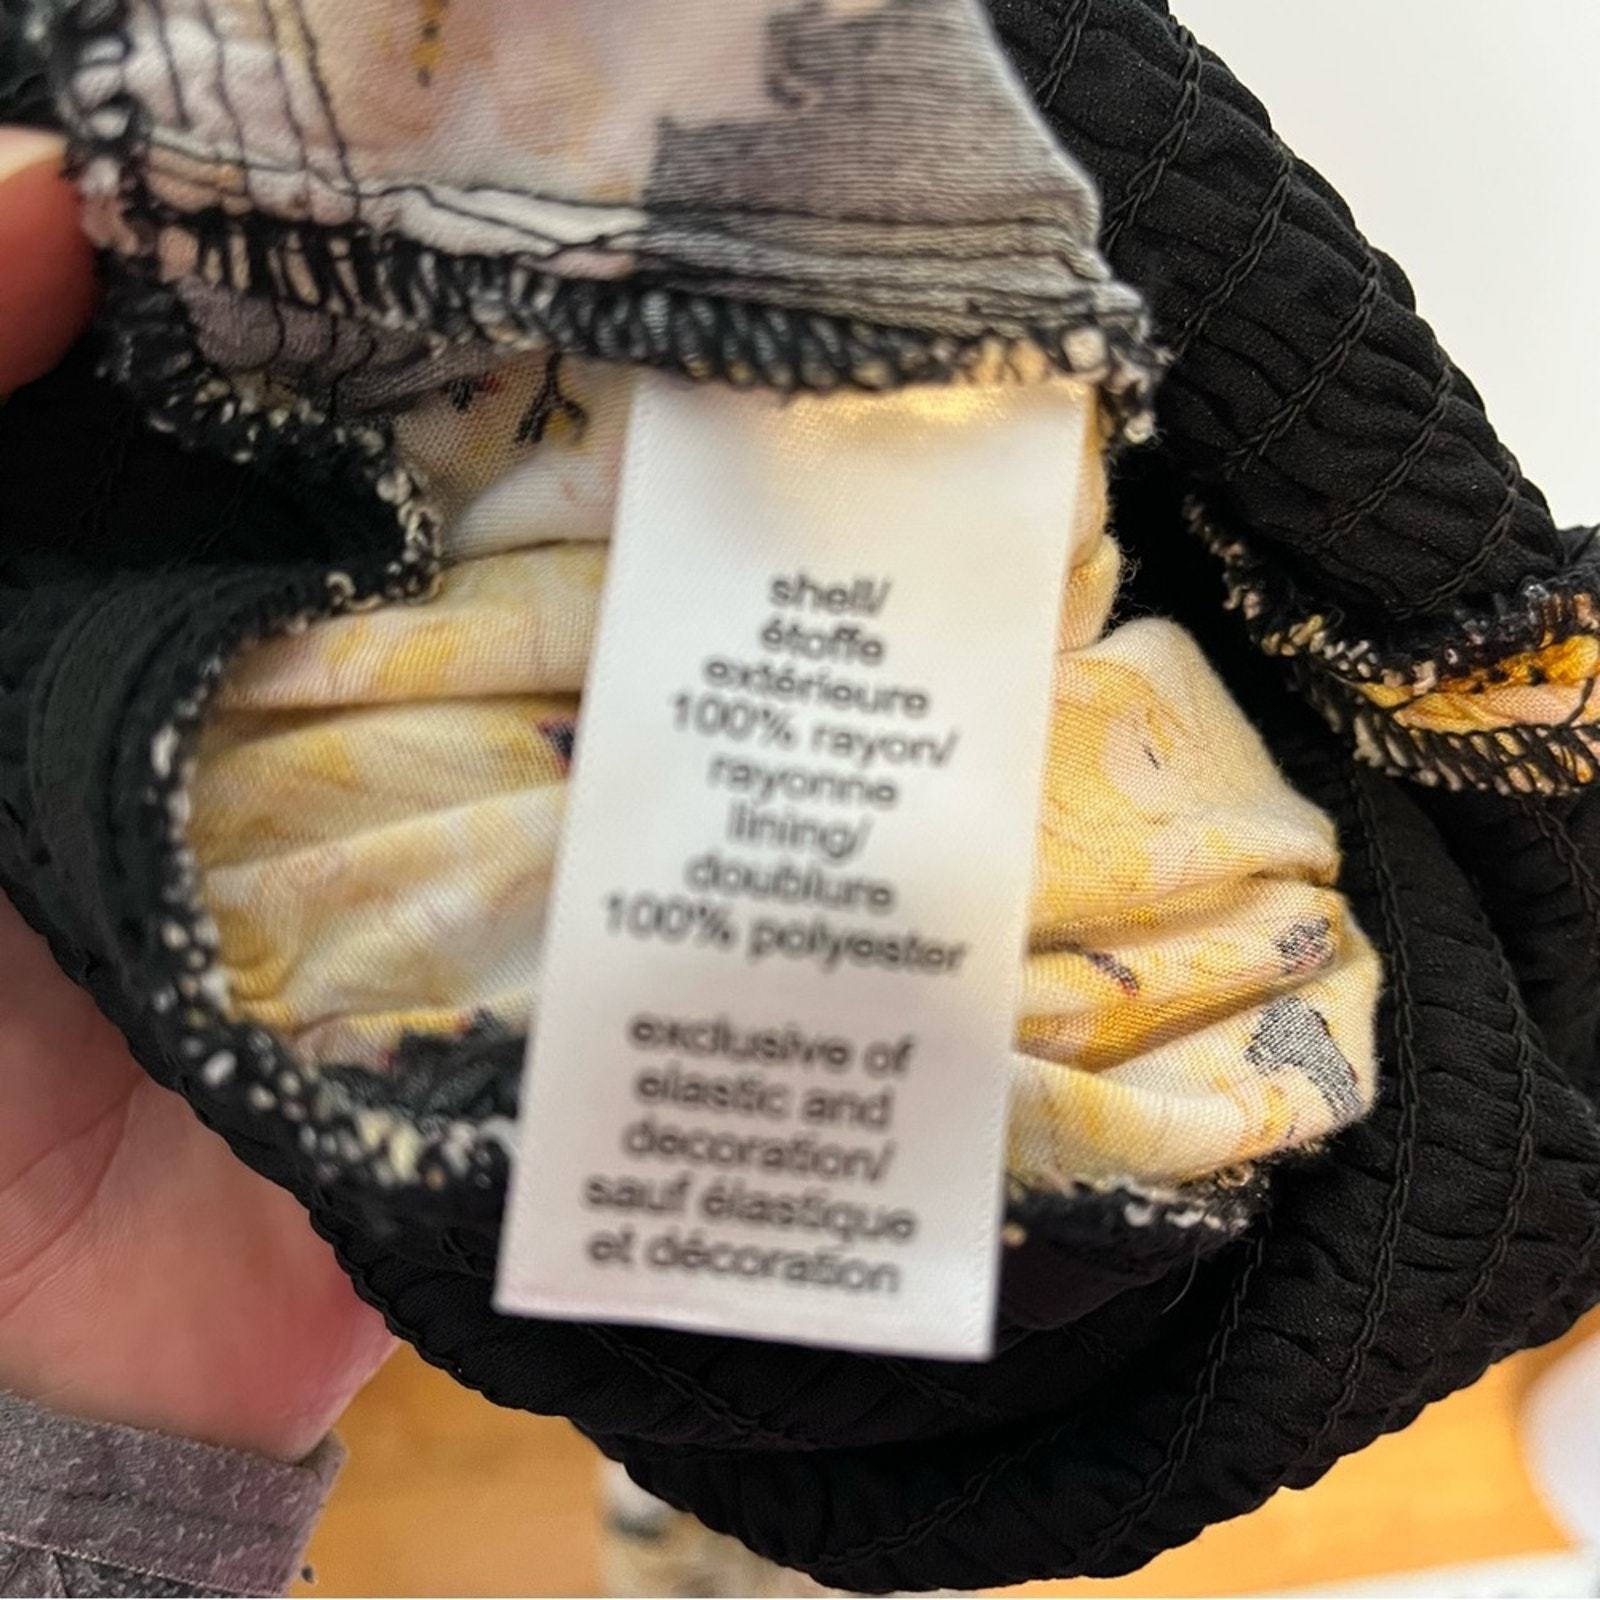 shell/
étoffe
extérieure
100% rayon/
rayonne
lining/
doublure
100% polyester
exclusive of
elastic and
decoration/
sauf élastique
et décoration